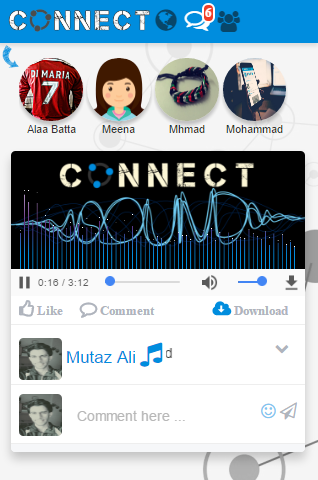 CONNECT
6
DI MARIA
7
Alaa Batta Meena Mhmad Mohammad
CONNECT
0:16 / 3:12
Like Comment Download
Mutaz Ali
Comment here ...